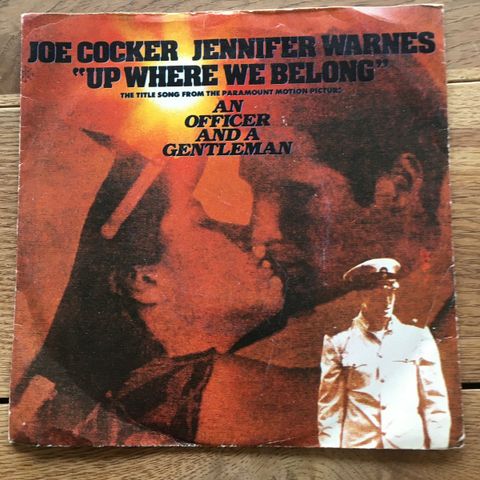 JOE COCKER JENNIFER WARNES
"UP WHERE WE BELONG"
THE TITLE SONG FROM THE PARAMOUNT MOTION PICTURE
AN
OFFICER
AND A
GENTLEMAN